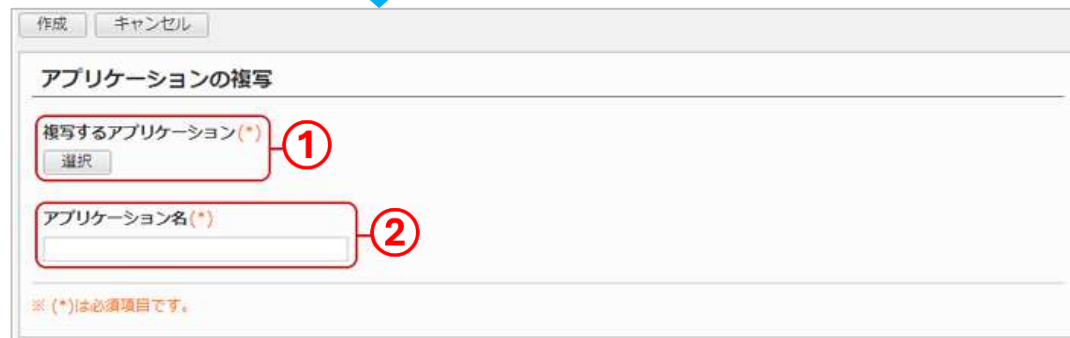 作成 キャンセル
アプリケーションの複写
複写するアプリケーション(*)
選択
①
アプリケーション名(*)
②
※ (*)は必須項目です。